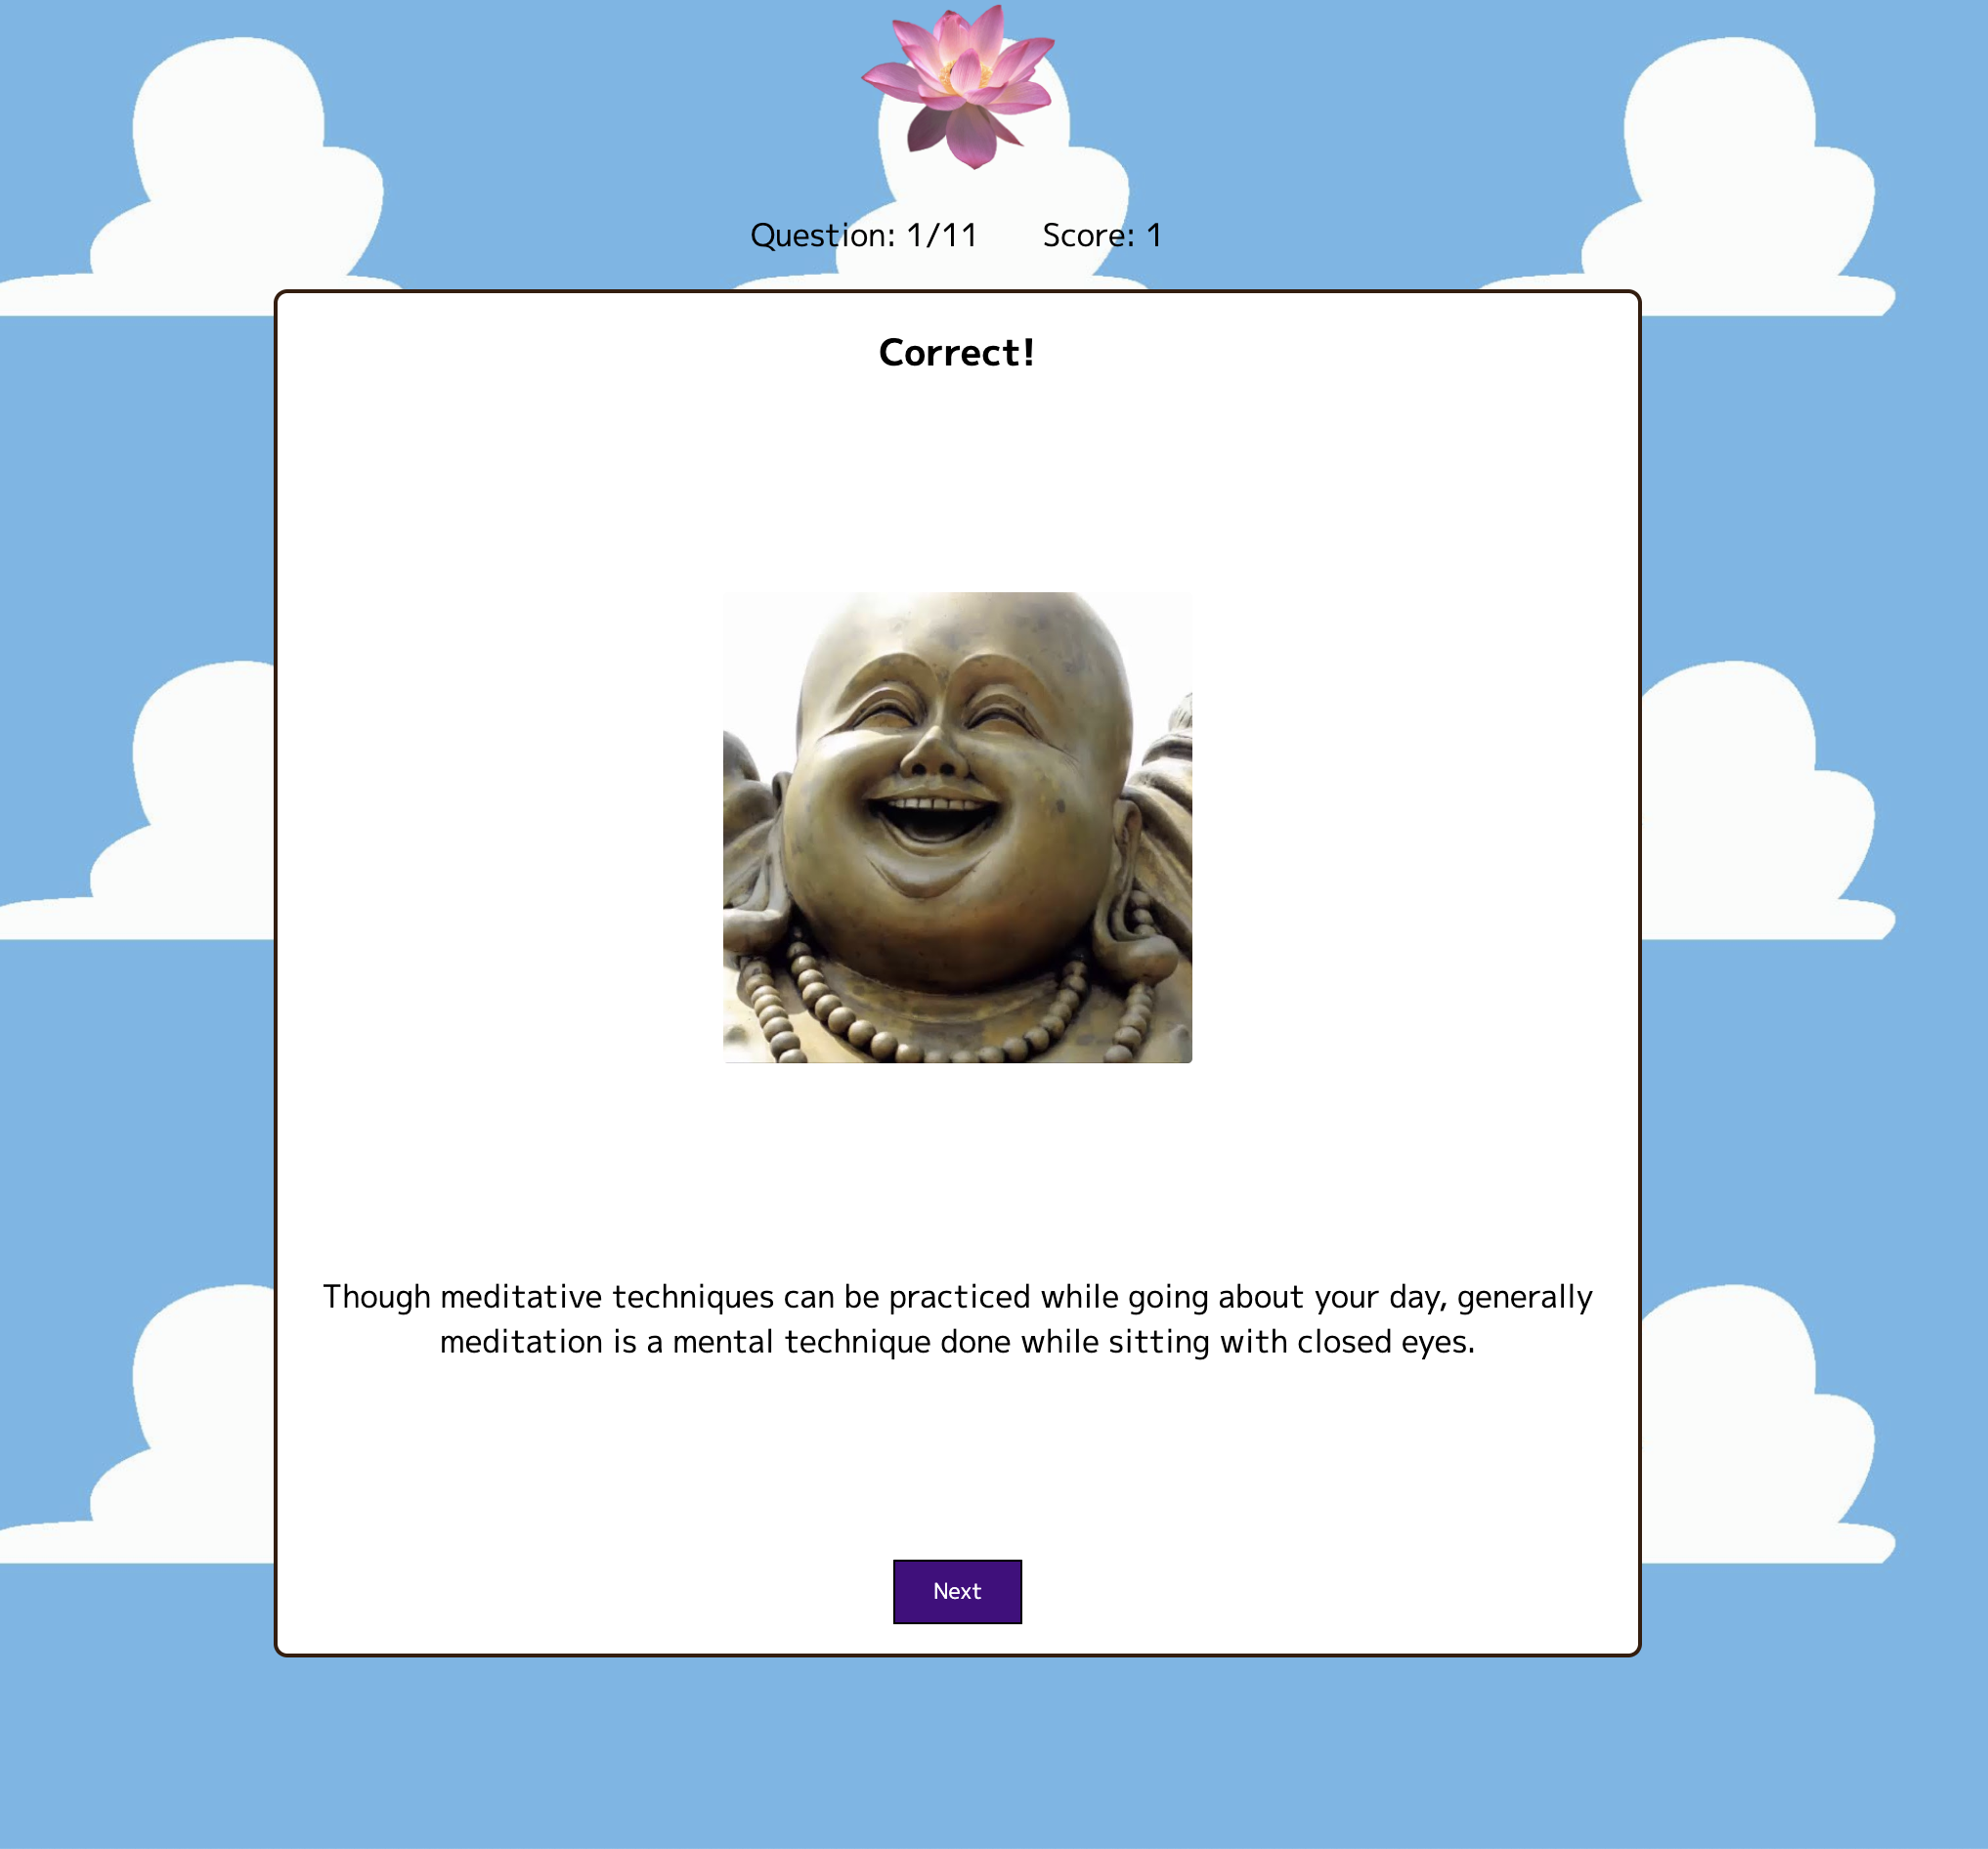 Question: 1/11 Score: 1
Correct!
Though meditative techniques can be practiced while going about your day, generally
meditation is a mental technique done while sitting with closed eyes.
Next